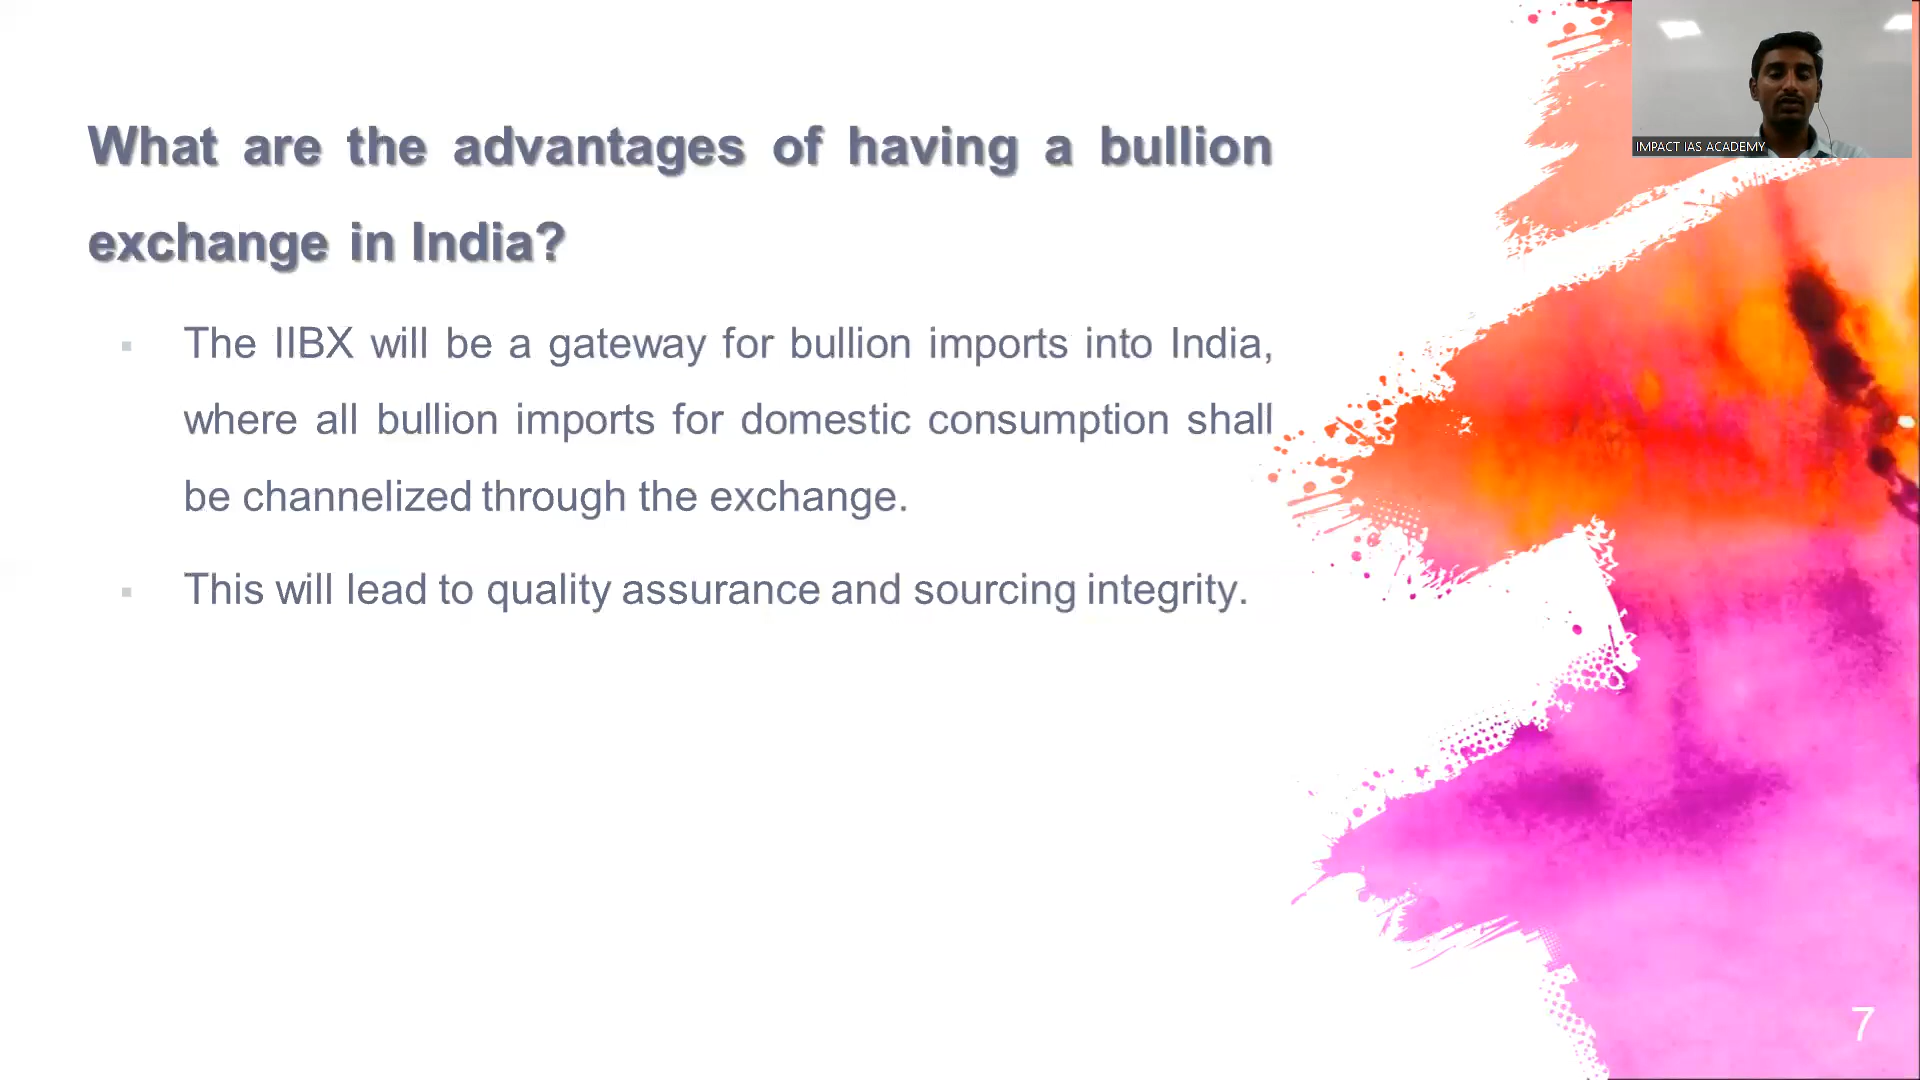 What are the advantages of having a bullion
exchange in India?
▪ The IIBX will be a gateway for bullion imports into India,
where all bullion imports for domestic consumption shall
be channelized through the exchange.
▪ This will lead to quality assurance and sourcing integrity.
IMPACT IAS ACADEMY
7